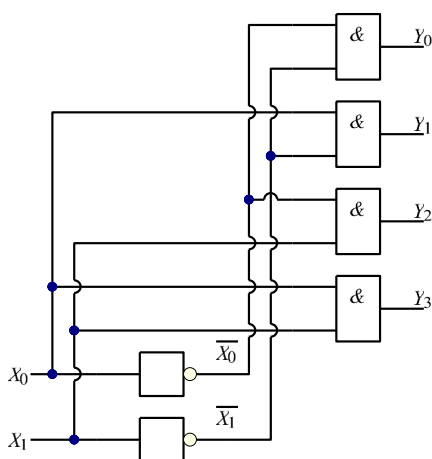 & Y₀
& Y₁
& Y₂
& Y₃
X₀ X̅₀
X₁ X̅₁